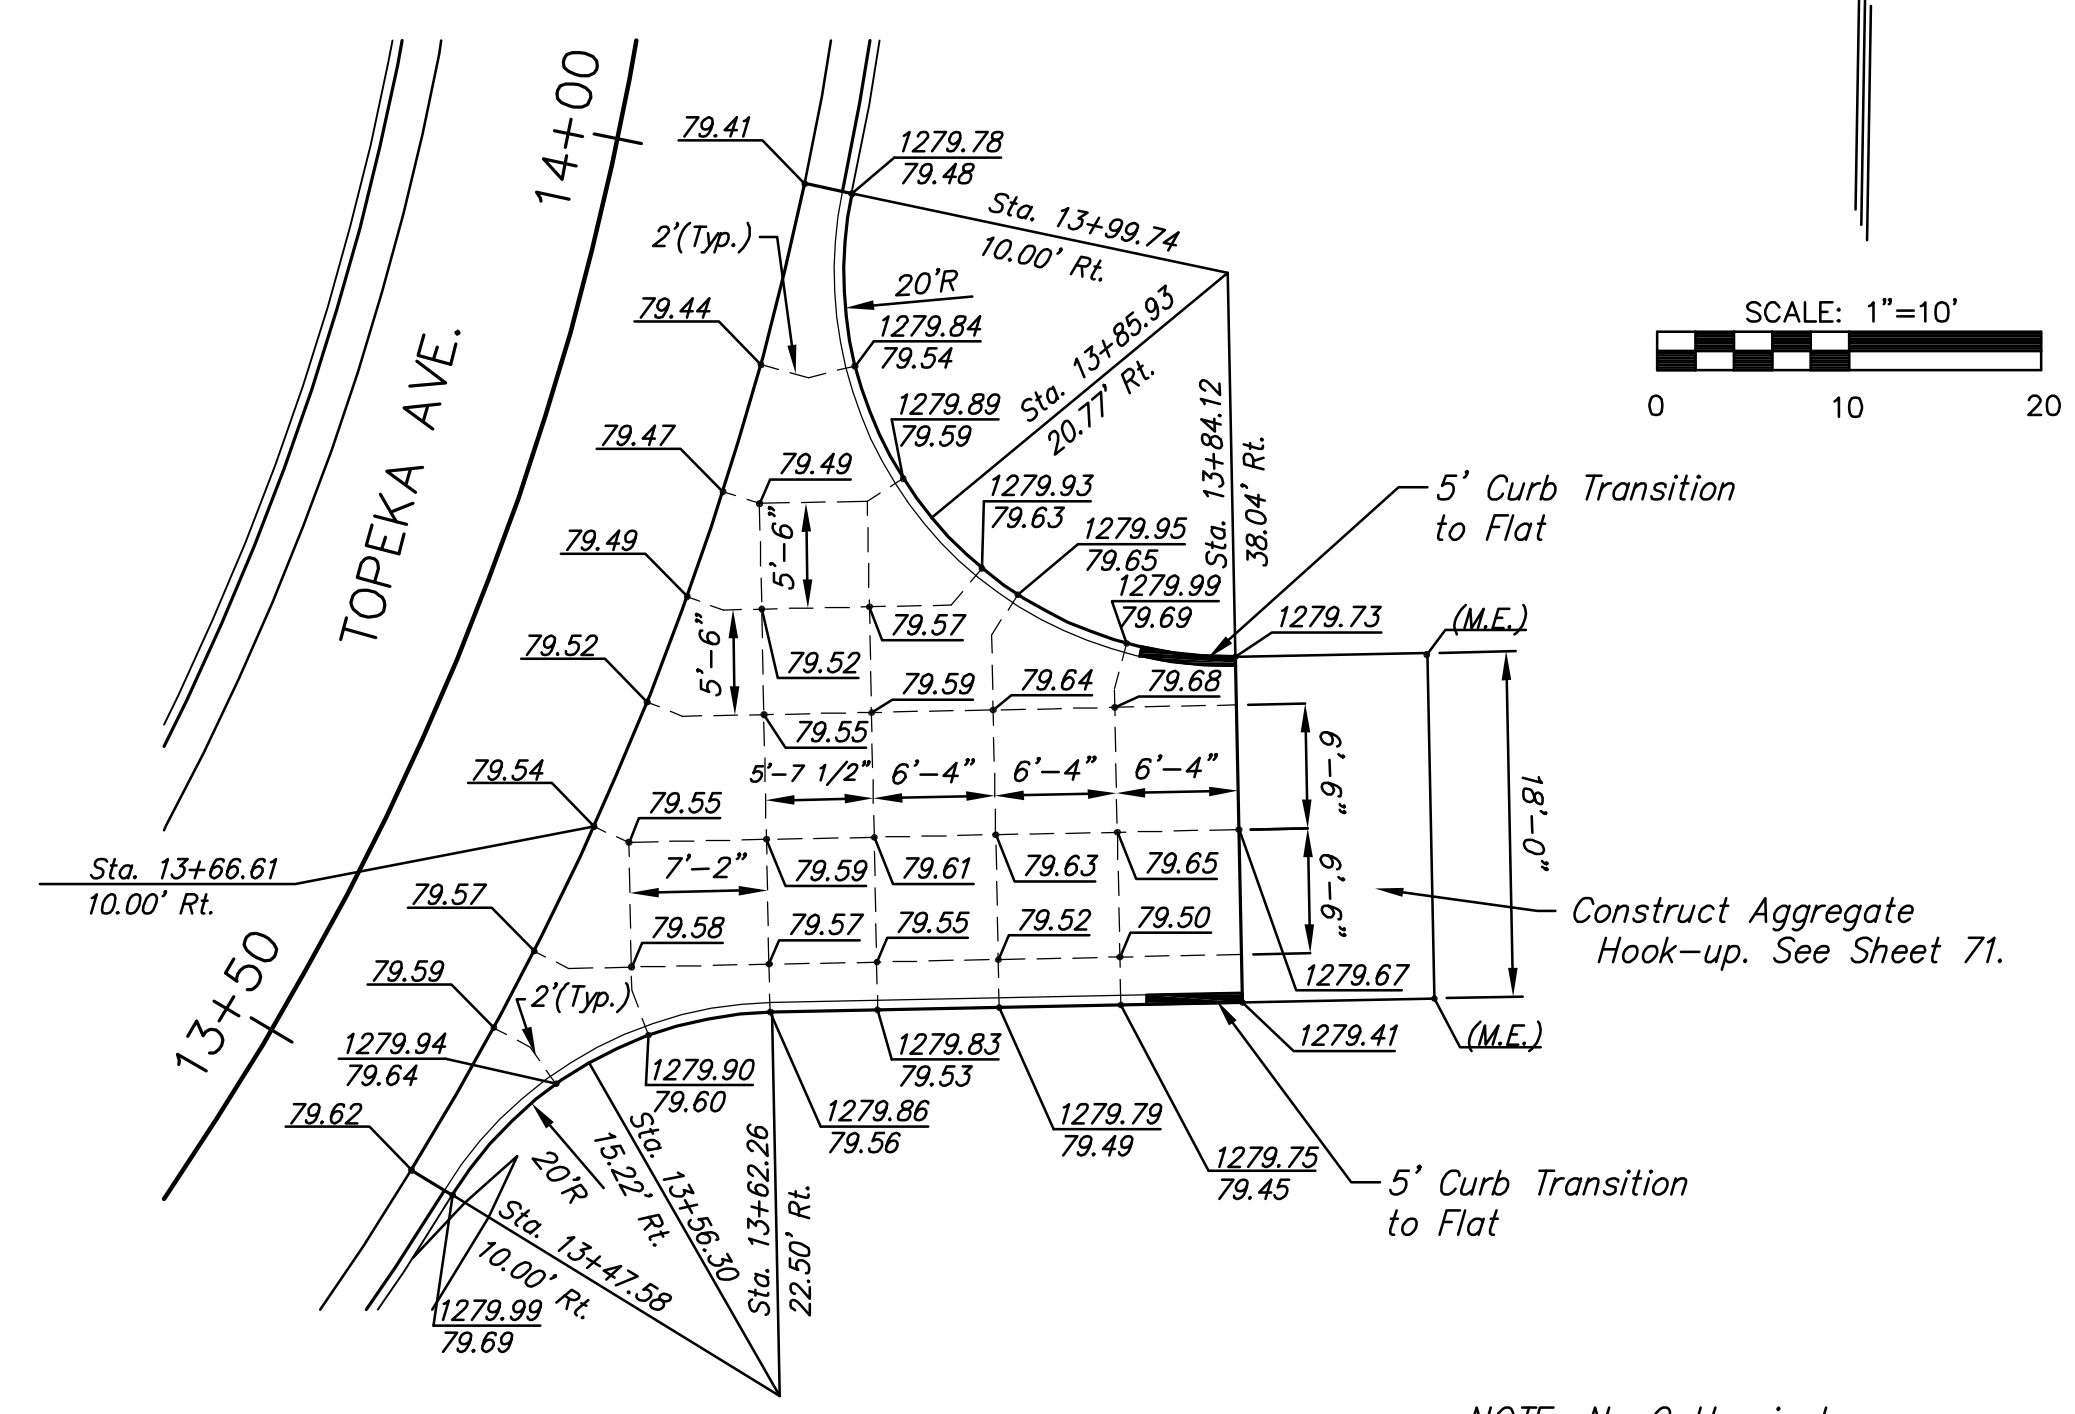 14+00
79.41
1279.78
79.48
Sta. 13+99.74
10.00' Rt.
2'(Typ.)
20'R
79.44
1279.84
79.54
Sta. 13+85.93
20.77' Rt.
SCALE: 1"=10'
0 10 20
TOPEKA AVE.
79.47
1279.89
79.59
79.49
Sta. 13+84.12
38.04' Rt.
1279.93
79.63
5' Curb Transition
to Flat
5'-6"
79.49
1279.95
79.65
1279.99
79.69
1279.73
(M.E.)
79.57
79.52
79.52
5'-6"
79.59
79.64
79.68
79.55
6'-6"
18'-0"
79.54
5'-7 1/2"
6'-4"
6'-4"
6'-4"
79.55
Sta. 13+66.61
10.00' Rt.
7'-2"
79.59
79.61
79.63
79.65
6'-6"
Construct Aggregate
Hook-up. See Sheet 71.
79.57
79.58
79.57
79.55
79.52
79.50
13+50
79.59
2'(Typ.)
1279.67
1279.94
79.64
1279.90
79.60
1279.83
79.53
1279.41
(M.E.)
79.62
1279.86
79.56
1279.79
79.49
1279.75
79.45
5' Curb Transition
to Flat
20'R
Sta. 13+56.30
15.22' Rt.
Sta. 13+62.26
22.50' Rt.
Sta. 13+47.58
10.00' Rt.
1279.99
79.69